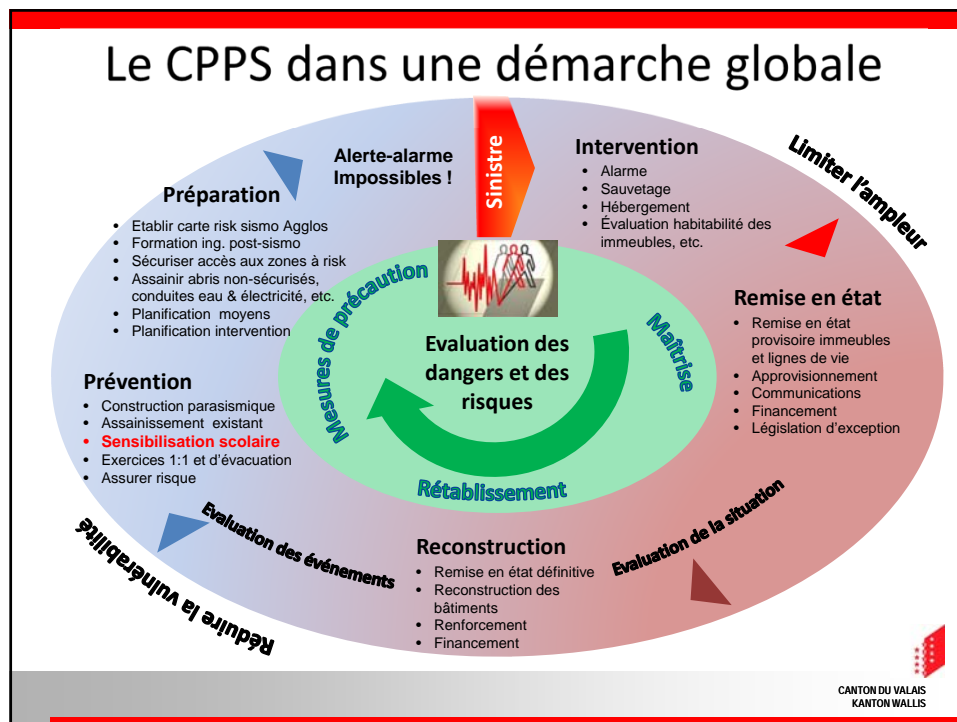 Le CPPS dans une démarche globale
Alerte-alarme
Impossibles !
Sinistre
Intervention
• Alarme
• Sauvetage
• Hébergement
• Évaluation habitabilité des
immeubles, etc.
Limiter l'ampleur
Préparation
• Etablir carte risk sismo Agglos
• Formation ing. post-sismo
• Sécuriser accès aux zones à risk
• Assainir abris non-sécurisés,
conduites eau & électricité, etc.
• Planification moyens
• Planification intervention
Mesures de précaution
Evaluation des
dangers et des
risques
Maîtrise
Rétablissement
Remise en état
• Remise en état
provisoire immeubles
et lignes de vie
• Approvisionnement
• Communications
• Financement
• Législation d'exception
Prévention
• Construction parasismique
• Assainissement existant
• Sensibilisation scolaire
• Exercices 1:1 et d'évacuation
• Assurer risque
Evaluation des événements
Réduire la vulnérabilité
Reconstruction
• Remise en état définitive
• Reconstruction des
bâtiments
• Renforcement
• Financement
Evaluation de la situation
CANTON DU VALAIS
KANTON WALLIS